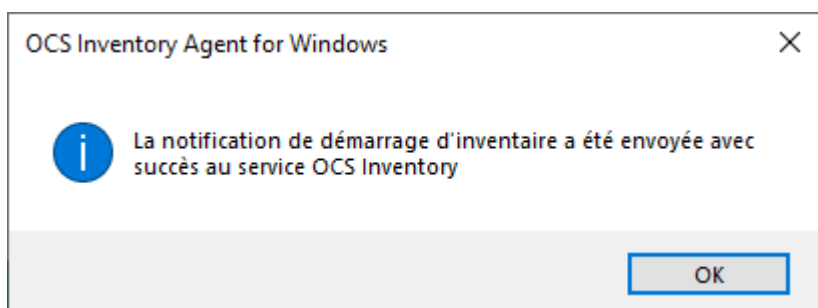 OCS Inventory Agent for Windows
La notification de démarrage d'inventaire a été envoyée avec
succès au service OCS Inventory
OK